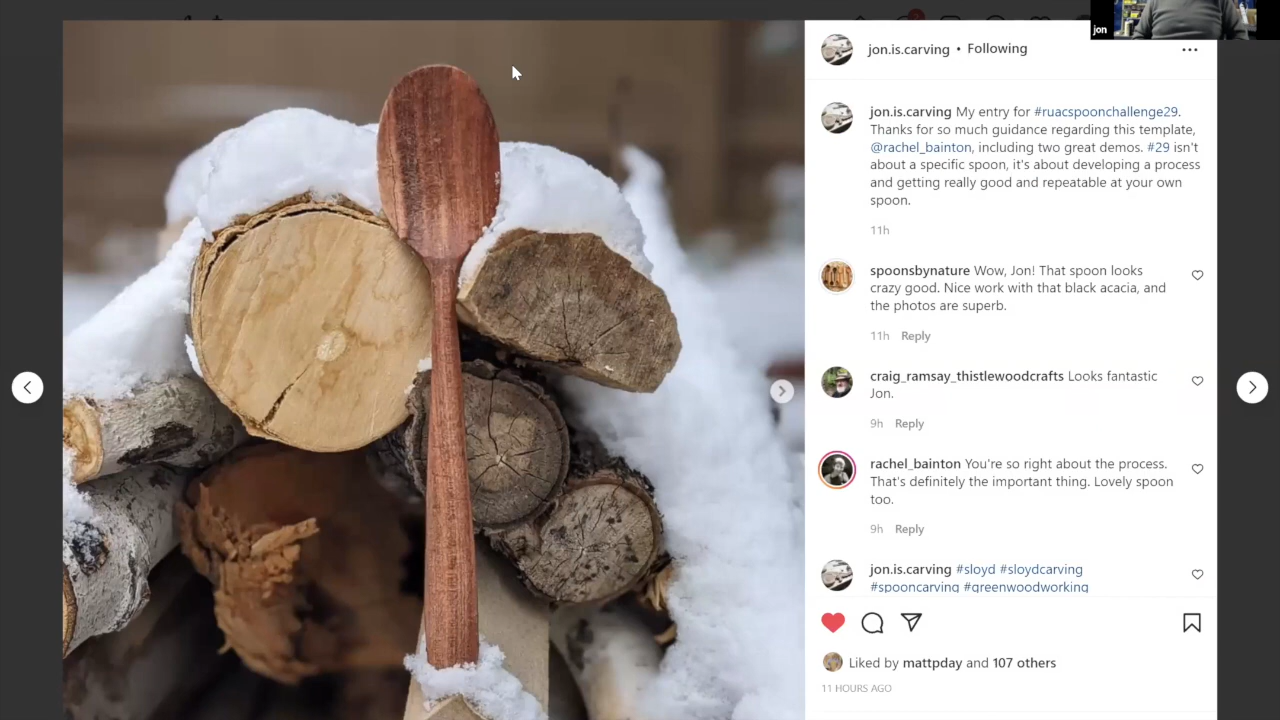 jon
jon.is.carving • Following
jon.is.carving My entry for #ruacspoonchallenge29.
Thanks for so much guidance regarding this template,
@rachel_bainton, including two great demos. #29 isn't
about a specific spoon, it's about developing a process
and getting really good and repeatable at your own
spoon.
11h
spoonsbynature Wow, Jon! That spoon looks
crazy good. Nice work with that black acacia, and
the photos are superb.
11h Reply
craig_ramsay_thistlewoodcrafts Looks fantastic
Jon.
9h Reply
rachel_bainton You're so right about the process.
That's definitely the important thing. Lovely spoon
too.
9h Reply
jon.is.carving #sloyd #sloydcarving
#spooncarving #greenwoodworking
Liked by mattpday and 107 others
11 HOURS AGO